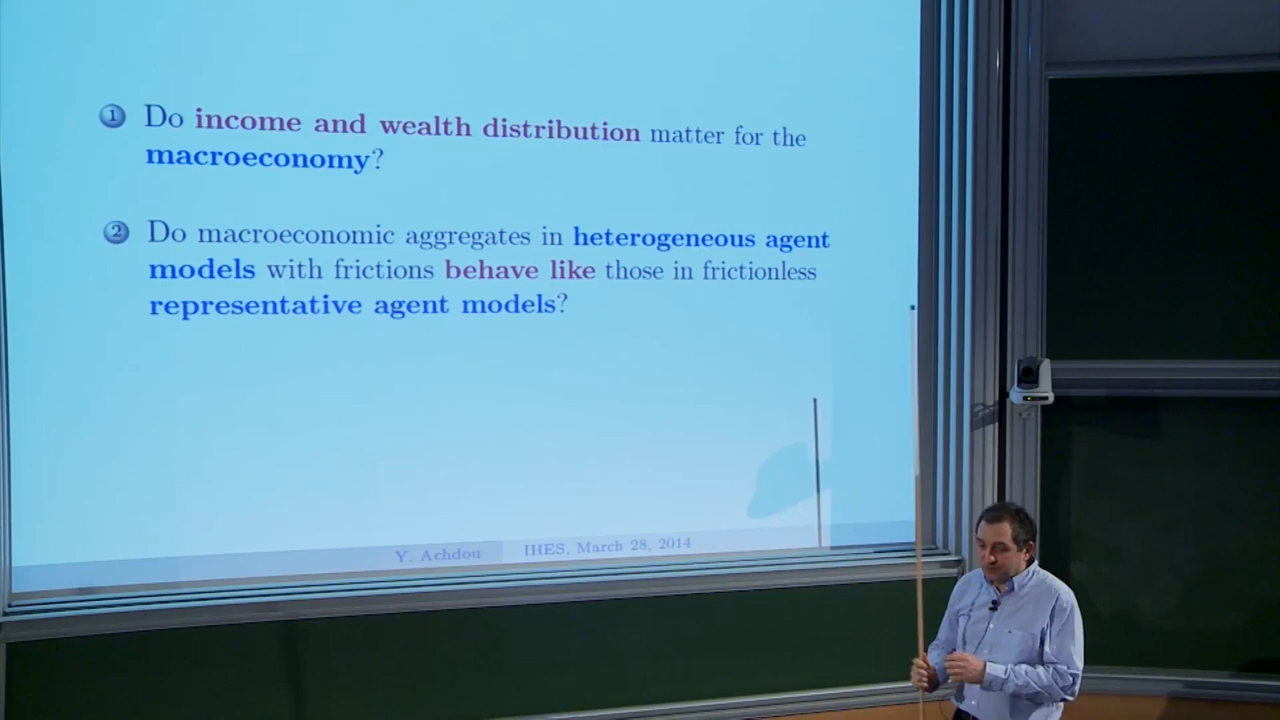 1 Do income and wealth distribution matter for the
macroeconomy?
2 Do macroeconomic aggregates in heterogeneous agent
models with frictions behave like those in frictionless
representative agent models?
Y. Achdou IHES, March 28, 2014